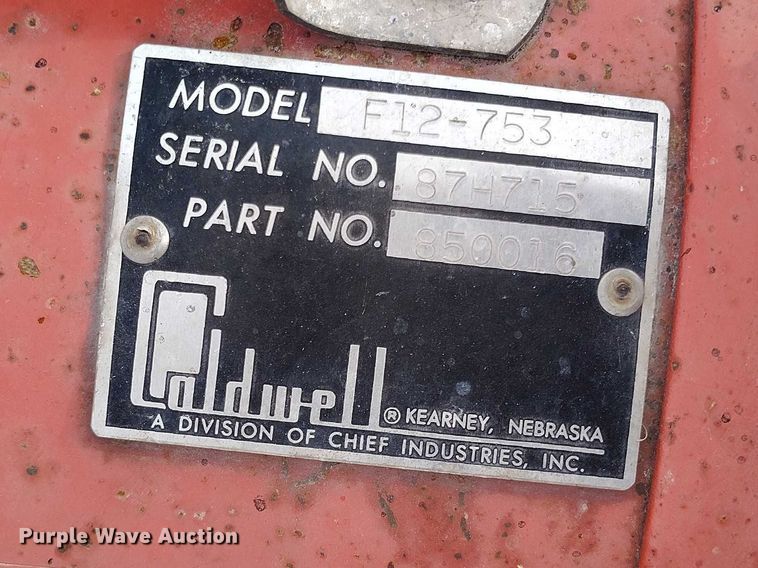 MODEL F12-753
SERIAL NO. 87H715
PART NO. 850016
Caldwell ® KEARNEY, NEBRASKA
A DIVISION OF CHIEF INDUSTRIES, INC.
Purple Wave Auction